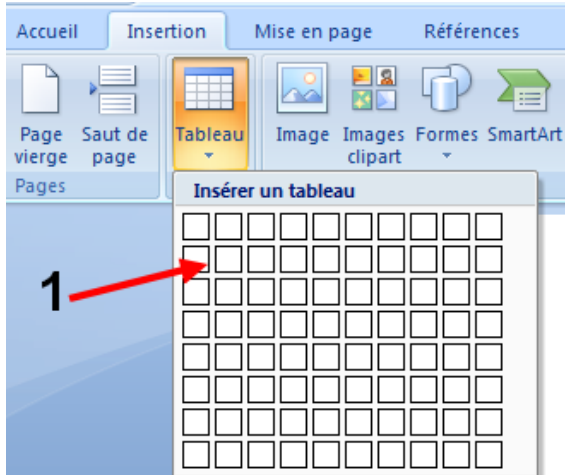 Accueil Insertion Mise en page Références
Page vierge
Saut de page
Tableau
Image
Images clipart
Formes
SmartArt
Pages
Insérer un tableau
1